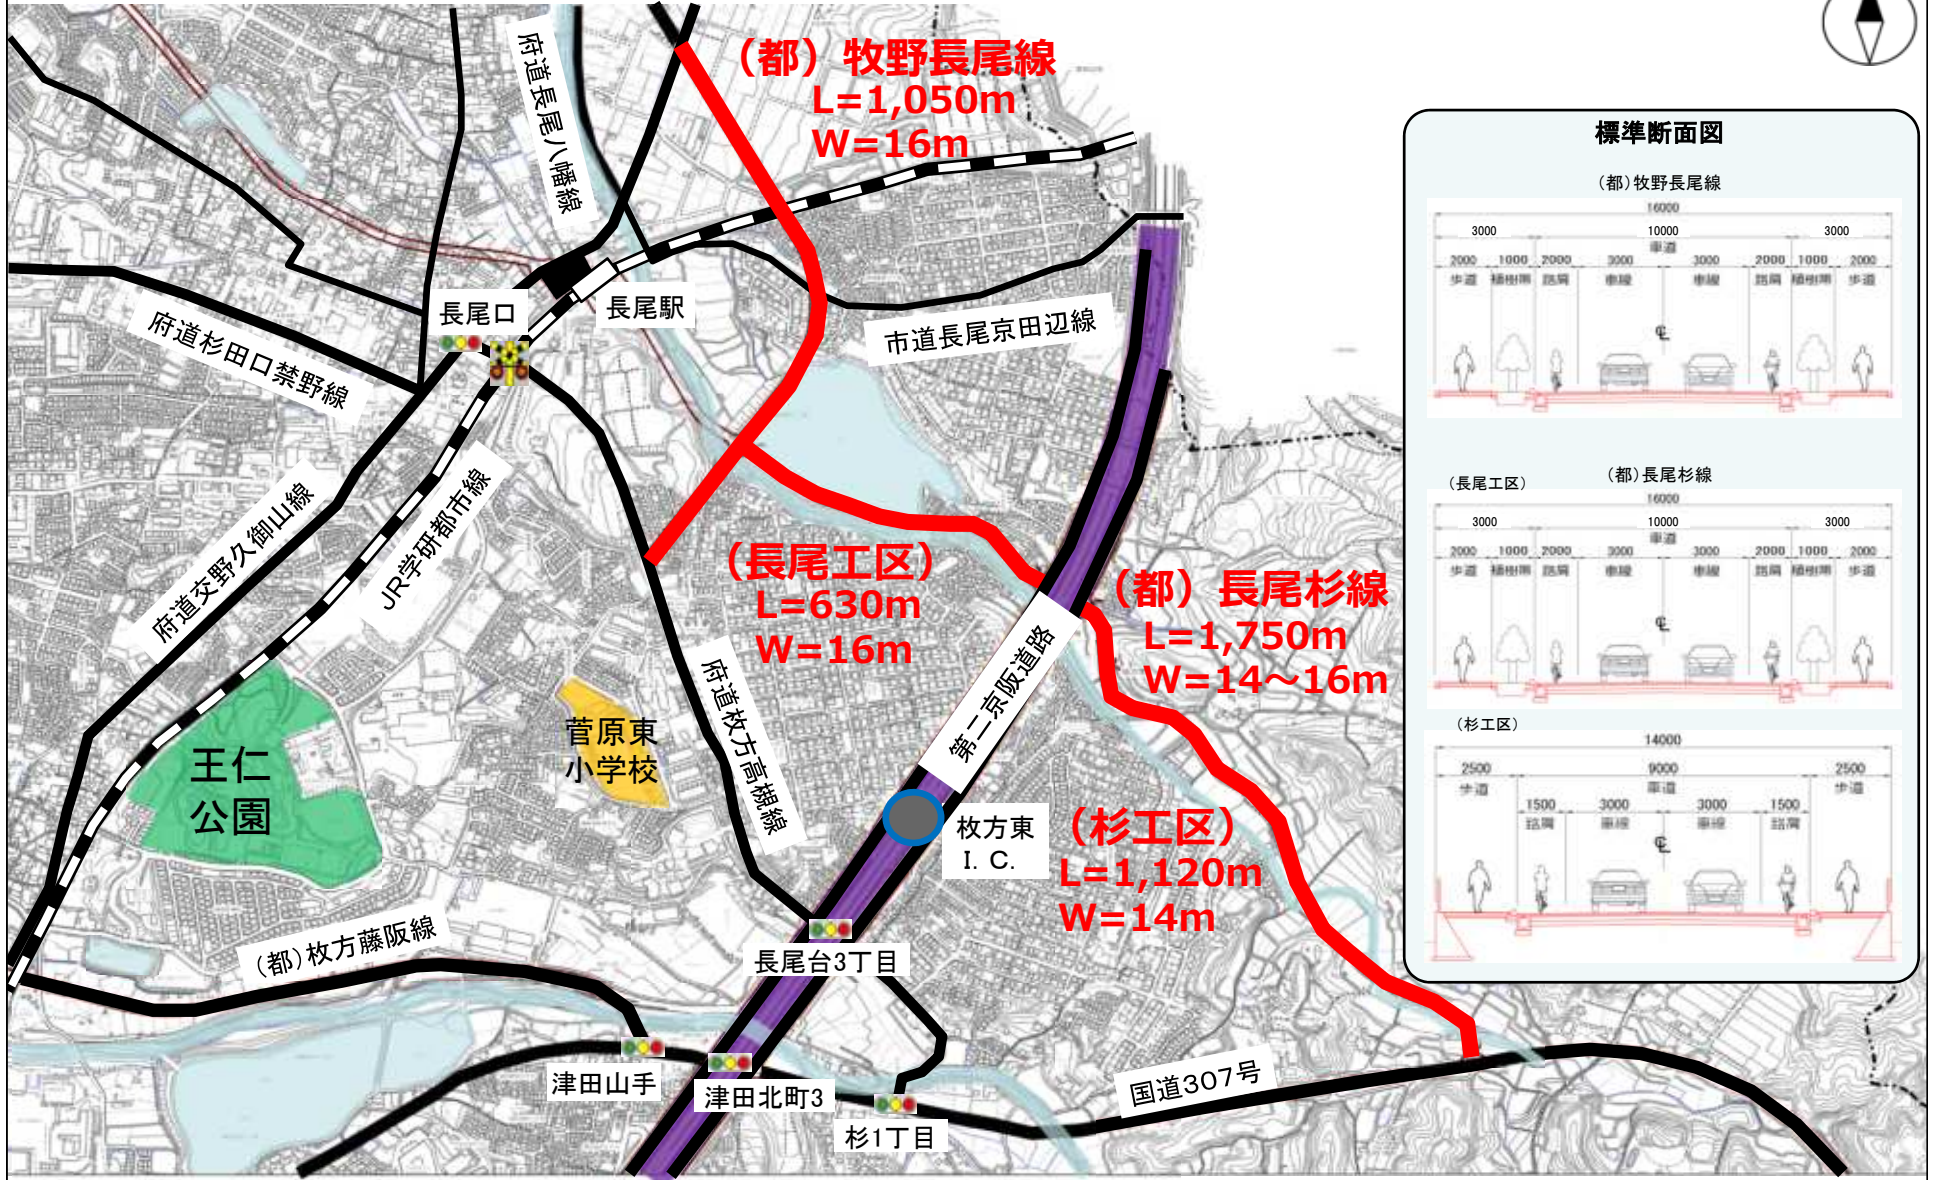 （都）牧野長尾線
L=1,050m
W=16m
府道長尾八幡線
長尾口
長尾駅
府道杉田口禁野線
市道長尾京田辺線
府道交野久御山線
JR学研都市線
（長尾工区）
L=630m
W=16m
（都）長尾杉線
L=1,750m
W=14～16m
第二京阪道路
府道枚方高槻線
王仁
公園
菅原東
小学校
枚方東
I. C.
（杉工区）
L=1,120m
W=14m
(都)枚方藤阪線
長尾台3丁目
津田山手
津田北町3
杉1丁目
国道307号
標準断面図
(都)牧野長尾線
16000
3000 10000 3000
車道
2000 1000 2000 3000 3000 2000 1000 2000
歩道 植樹帯 路肩 車線 車線 路肩 植樹帯 歩道
℄
(都)長尾杉線
(長尾工区)
16000
3000 10000 3000
車道
2000 1000 2000 3000 3000 2000 1000 2000
歩道 植樹帯 路肩 車線 車線 路肩 植樹帯 歩道
℄
(杉工区)
14000
2500 9000 2500
歩道 車道 歩道
1500 3000 3000 1500
路肩 車線 車線 路肩
℄